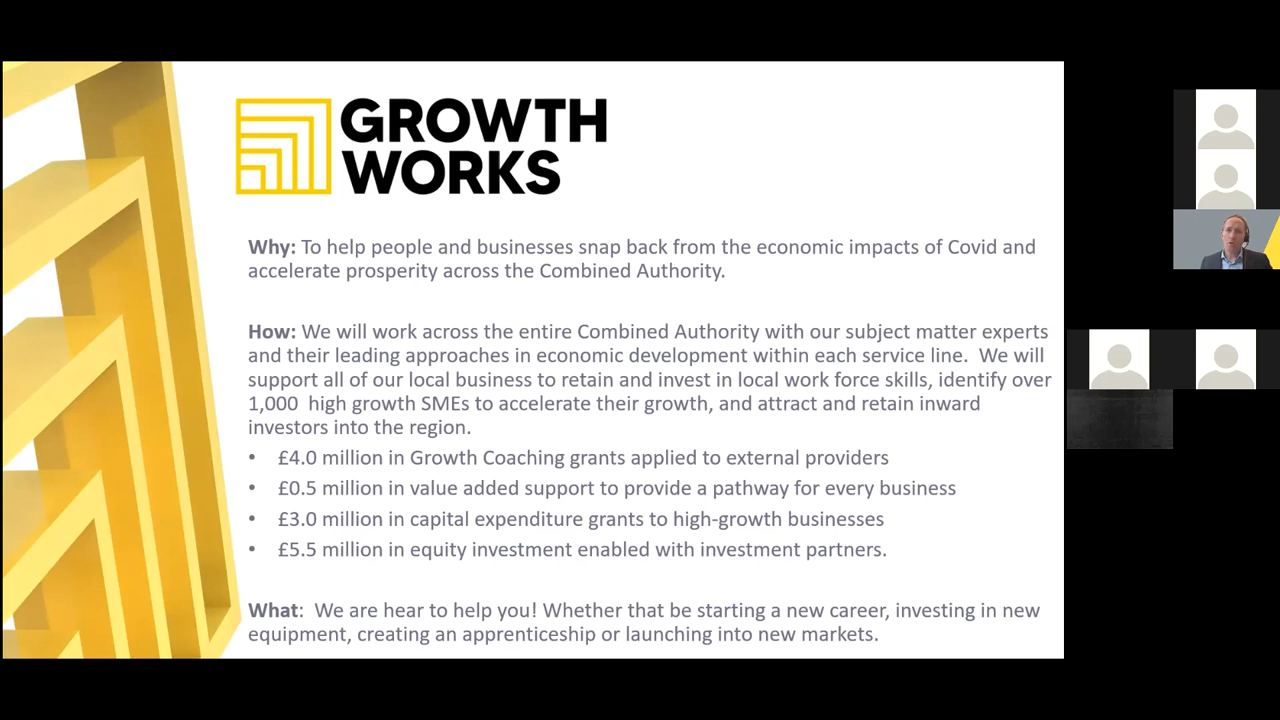 GROWTH
WORKS
Why: To help people and businesses snap back from the economic impacts of Covid and
accelerate prosperity across the Combined Authority.
How: We will work across the entire Combined Authority with our subject matter experts
and their leading approaches in economic development within each service line.  We will
support all of our local business to retain and invest in local work force skills, identify over
1,000  high growth SMEs to accelerate their growth, and attract and retain inward
investors into the region.
• £4.0 million in Growth Coaching grants applied to external providers
• £0.5 million in value added support to provide a pathway for every business
• £3.0 million in capital expenditure grants to high-growth businesses
• £5.5 million in equity investment enabled with investment partners.
What:  We are hear to help you! Whether that be starting a new career, investing in new
equipment, creating an apprenticeship or launching into new markets.